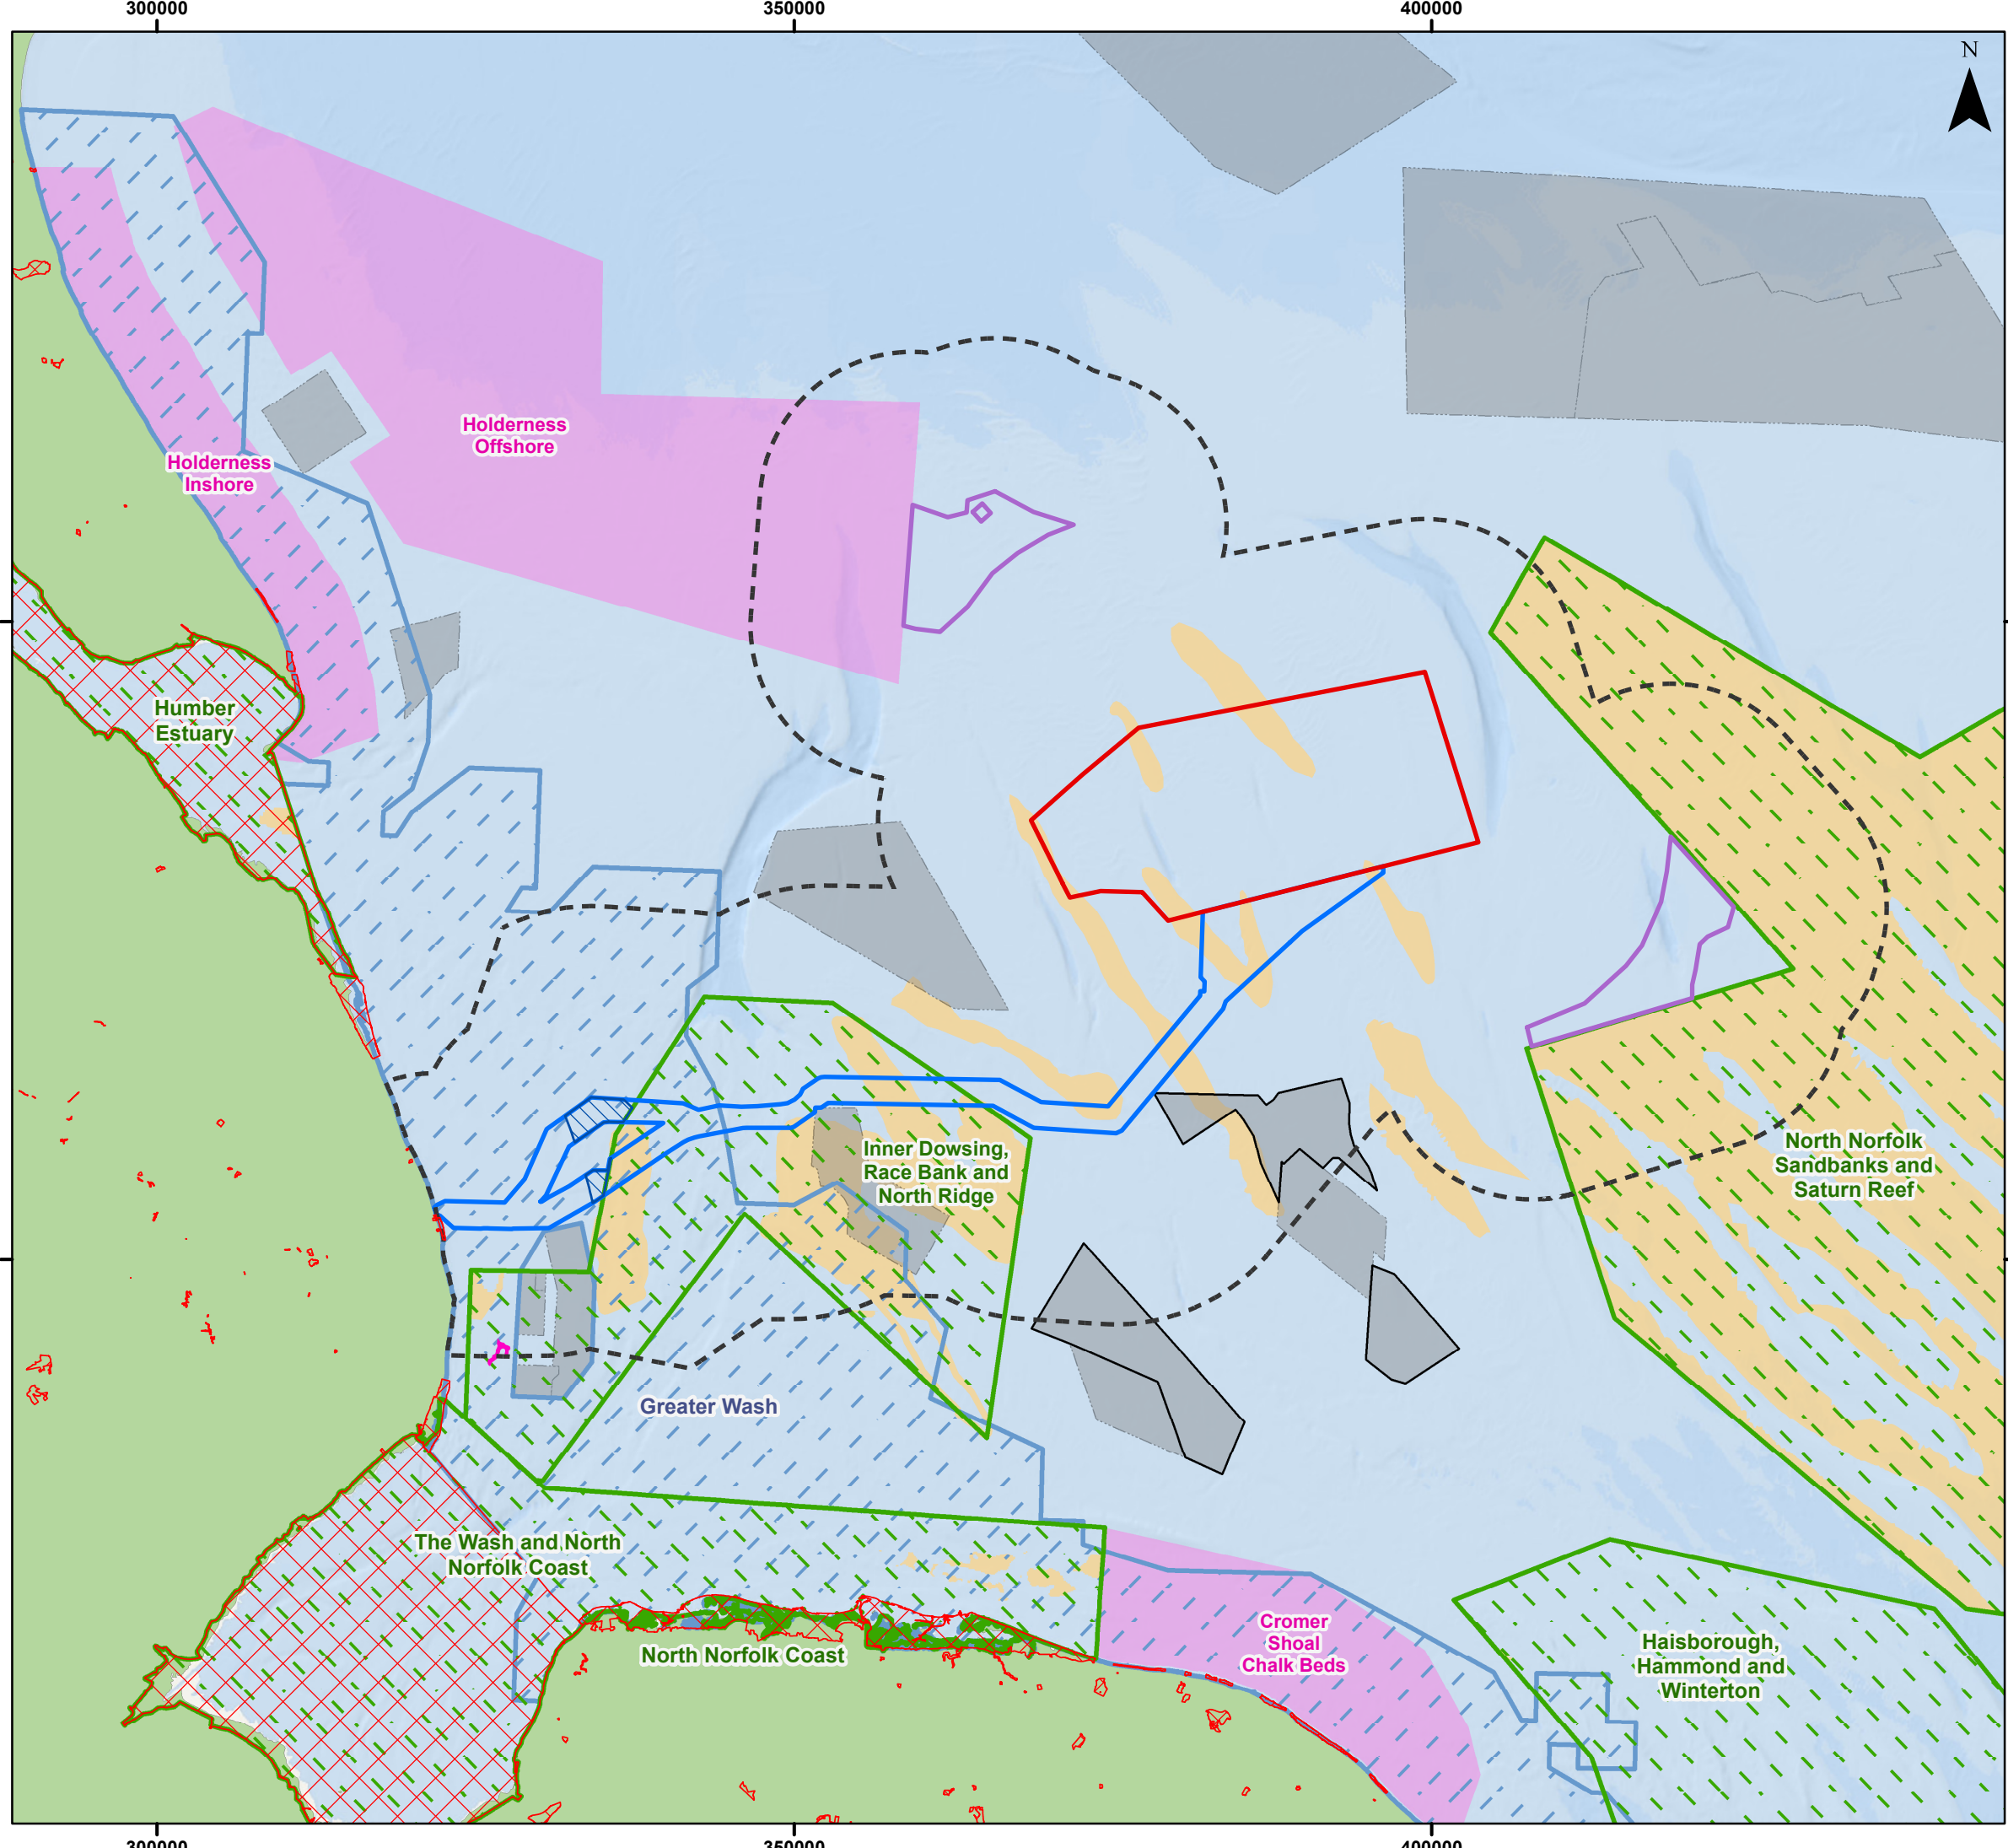 300000
350000
400000
N
Holderness
Offshore
Holderness
Inshore
Humber
Estuary
Inner Dowsing,
Race Bank and
North Ridge
North Norfolk
Sandbanks and
Saturn Reef
Greater Wash
The Wash and North
Norfolk Coast
North Norfolk Coast
Cromer
Shoal
Chalk Beds
Haisborough,
Hammond and
Winterton
300000
350000
400000